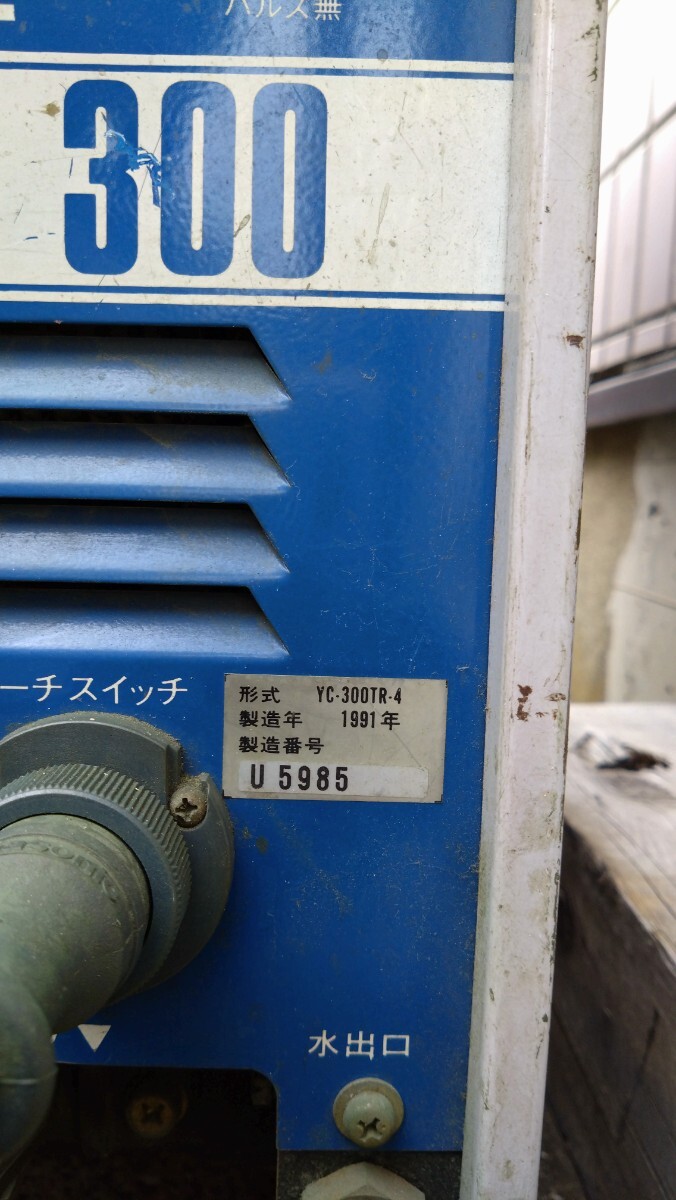 パルス無
300
ーチスイッチ
形式 YC-300TR-4
製造年 1991年
製造番号
U 5985
水出口